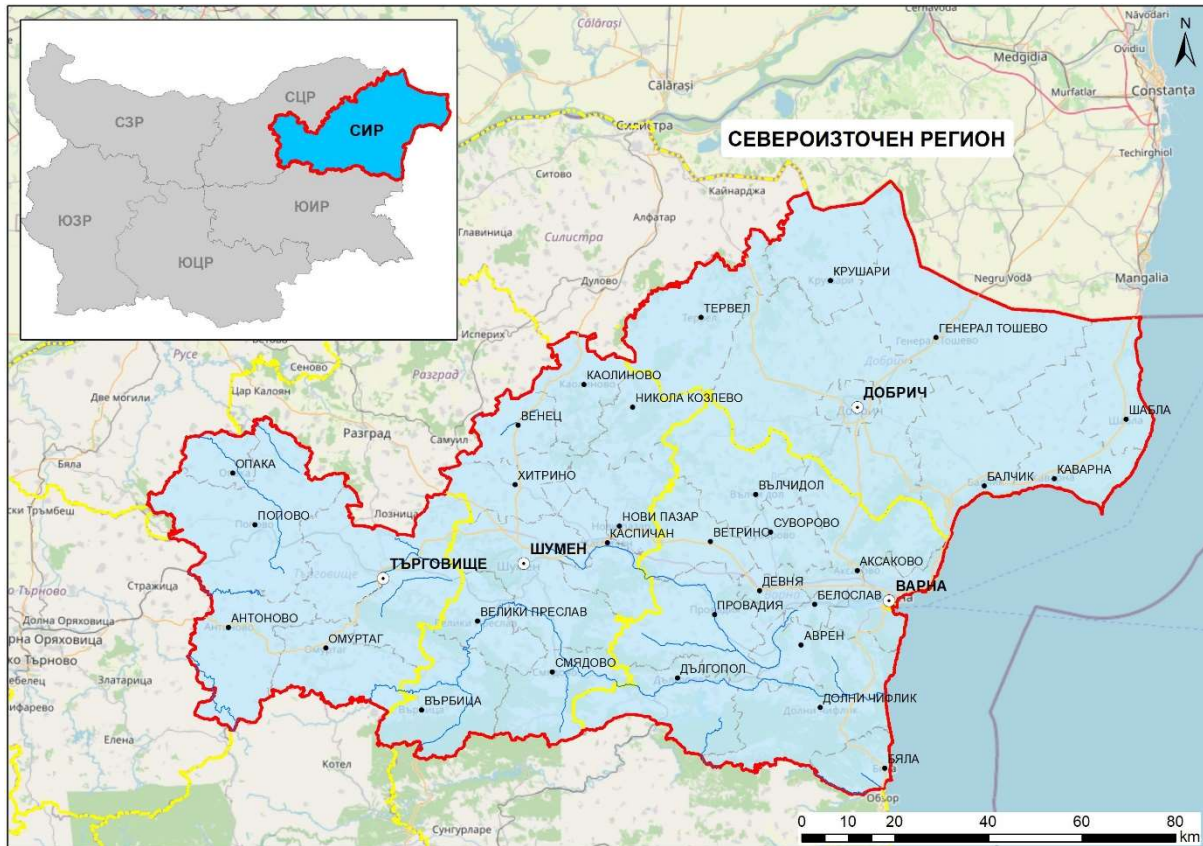 СЗР
СЦР
СИР
ЮЗР
ЮЦР
ЮИР
СЕВЕРОИЗТОЧЕН РЕГИОН
N
Călărași
Călărași
Cernavodă
Năvodari
Ovidiu
Medgidia
Murfatlar
Constanța
Techirghiol
Силистра
Ситово
Кайнарджа
Алфатар
Силистра
Главиница
Дулово
Negru Vodă
Mangalia
Исперих
Русе
Сеново
Разград
Цар Калоян
Две могили
Разград
Самуил
Бяла
Лозница
Стражица
Долна Оряховица
Златарица
Елена
Котел
Сунгурларе
Обзор
КРУШАРИ
ТЕРВЕЛ
ГЕНЕРАЛ ТОШЕВО
КАОЛИНОВО
НИКОЛА КОЗЛЕВО
ДОБРИЧ
ШАБЛА
ВЕНЕЦ
ОПАКА
ХИТРИНО
ВЪЛЧИДОЛ
БАЛЧИК
КАВАРНА
ПОПОВО
НОВИ ПАЗАР
КАСПИЧАН
ВЕТРИНО
СУВОРОВО
ТЪРГОВИЩЕ
ШУМЕН
АКСАКОВО
ДЕВНЯ
БЕЛОСЛАВ
ВАРНА
АНТОНОВО
ВЕЛИКИ ПРЕСЛАВ
ПРОВАДИЯ
ОМУРТАГ
АВРЕН
СМЯДОВО
ДЪЛГОПОЛ
ВЪРБИЦА
ДОЛНИ ЧИФЛИК
БЯЛА
0 10 20 40 60 80
km